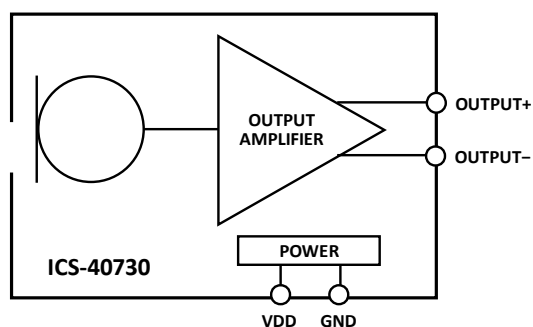 OUTPUT+
OUTPUT
AMPLIFIER
OUTPUT−
POWER
ICS-40730
VDD GND